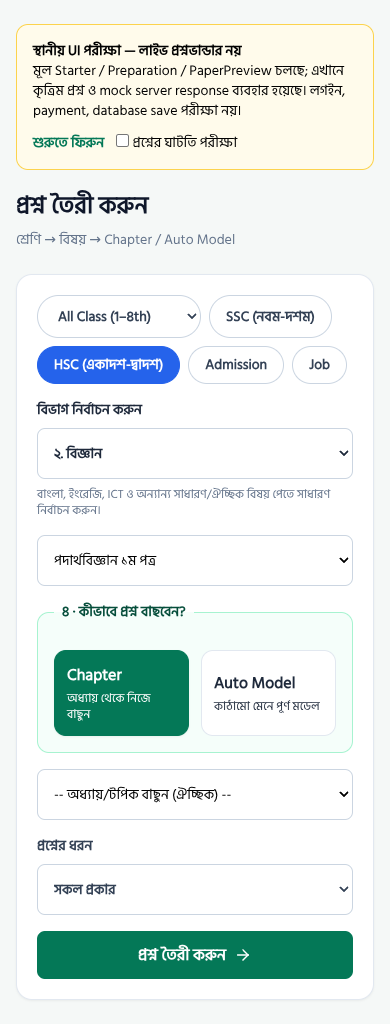 স্থানীয় UI পরীক্ষা — লাইভ প্রশ্নভান্ডার নয়
মূল Starter / Preparation / PaperPreview চলছে; এখানে
কৃত্রিম প্রশ্ন ও mock server response ব্যবহার হয়েছে। লগইন,
payment, database save পরীক্ষা নয়।
শুরুতে ফিরুন প্রশ্নের ঘাটতি পরীক্ষা
প্রশ্ন তৈরী করুন
শ্রেণি → বিষয় → Chapter / Auto Model
All Class (1–8th) SSC (নবম-দশম)
HSC (একাদশ-দ্বাদশ) Admission Job
বিভাগ নির্বাচন করুন
২. বিজ্ঞান
বাংলা, ইংরেজি, ICT ও অন্যান্য সাধারণ/ঐচ্ছিক বিষয় পেতে সাধারণ
নির্বাচন করুন।
পদার্থবিজ্ঞান ১ম পত্র
৪ · কীভাবে প্রশ্ন বাছবেন?
Chapter
অধ্যায় থেকে নিজে
বাছুন
Auto Model
কাঠামো মেনে পূর্ণ মডেল
-- অধ্যায়/টপিক বাছুন (ঐচ্ছিক) --
প্রশ্নের ধরন
সকল প্রকার
প্রশ্ন তৈরী করুন →